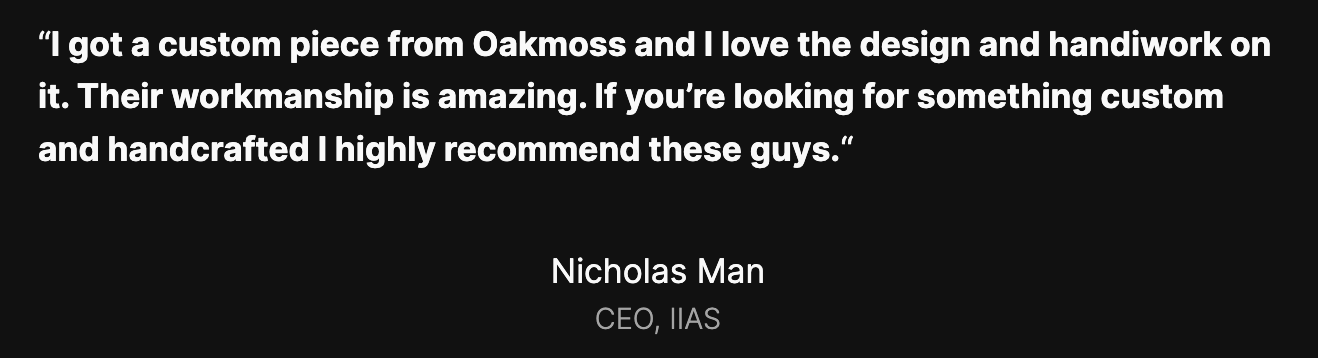 “I got a custom piece from Oakmoss and I love the design and handiwork on
it. Their workmanship is amazing. If you’re looking for something custom
and handcrafted I highly recommend these guys.“
Nicholas Man
CEO, IIAS